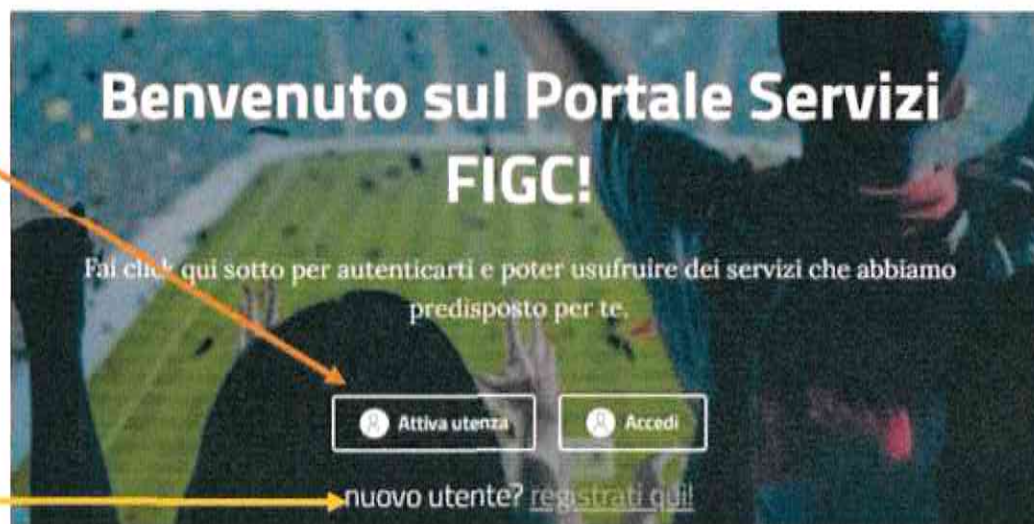 Benvenuto sul Portale Servizi
FIGC!
Fai click qui sotto per autenticarti e poter usufruire dei servizi che abbiamo
predisposto per te.
Attiva utenza
Accedi
nuovo utente? registrati qui!